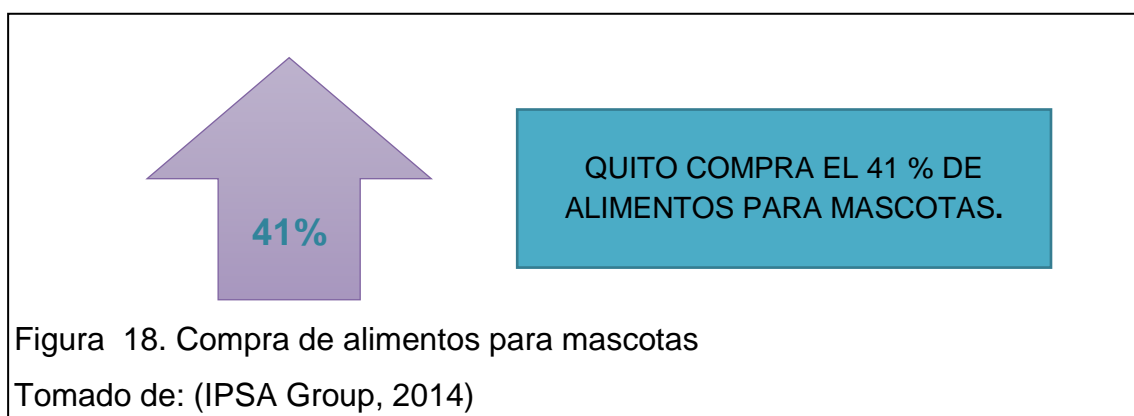 41%
QUITO COMPRA EL 41 % DE
ALIMENTOS PARA MASCOTAS.
Figura 18. Compra de alimentos para mascotas
Tomado de: (IPSA Group, 2014)